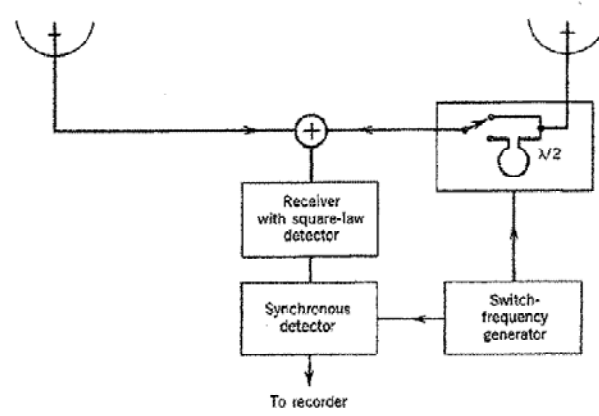 +
+
+
λ/2
Receiver
with square-law
detector
Synchronous
detector
Switch-
frequency
generator
To recorder